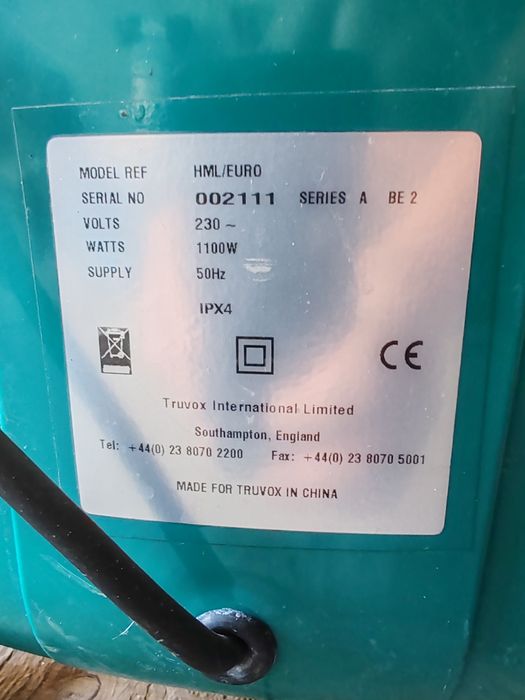 MODEL REF HML/EURO
SERIAL NO 002111 SERIES A BE 2
VOLTS 230 ~
WATTS 1100W
SUPPLY 50Hz
IPX4
CE
Truvox International Limited
Southampton, England
Tel: +44(0) 23 8070 2200 Fax: +44(0) 23 8070 5001
MADE FOR TRUVOX IN CHINA